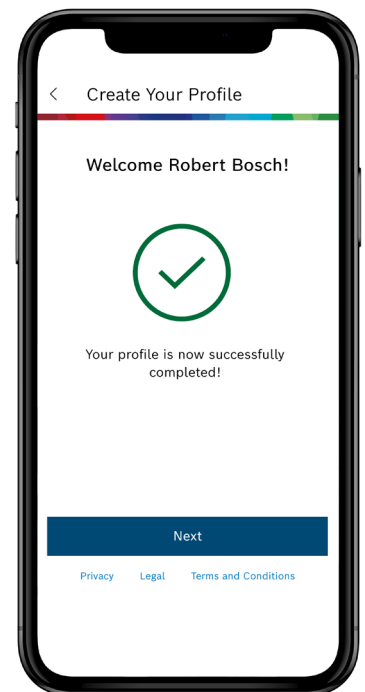 Create Your Profile
Welcome Robert Bosch!
Your profile is now successfully
completed!
Next
Privacy Legal Terms and Conditions